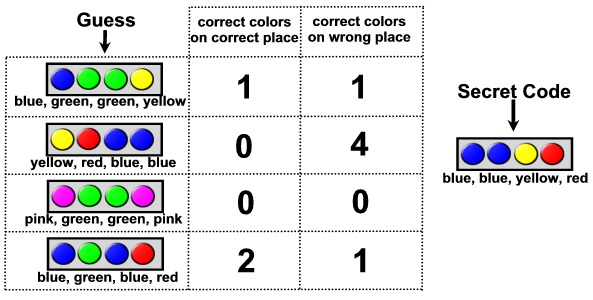 Guess
correct colors
on correct place
correct colors
on wrong place
blue, green, green, yellow
1
1
Secret Code
yellow, red, blue, blue
0
4
blue, blue, yellow, red
pink, green, green, pink
0
0
blue, green, blue, red
2
1